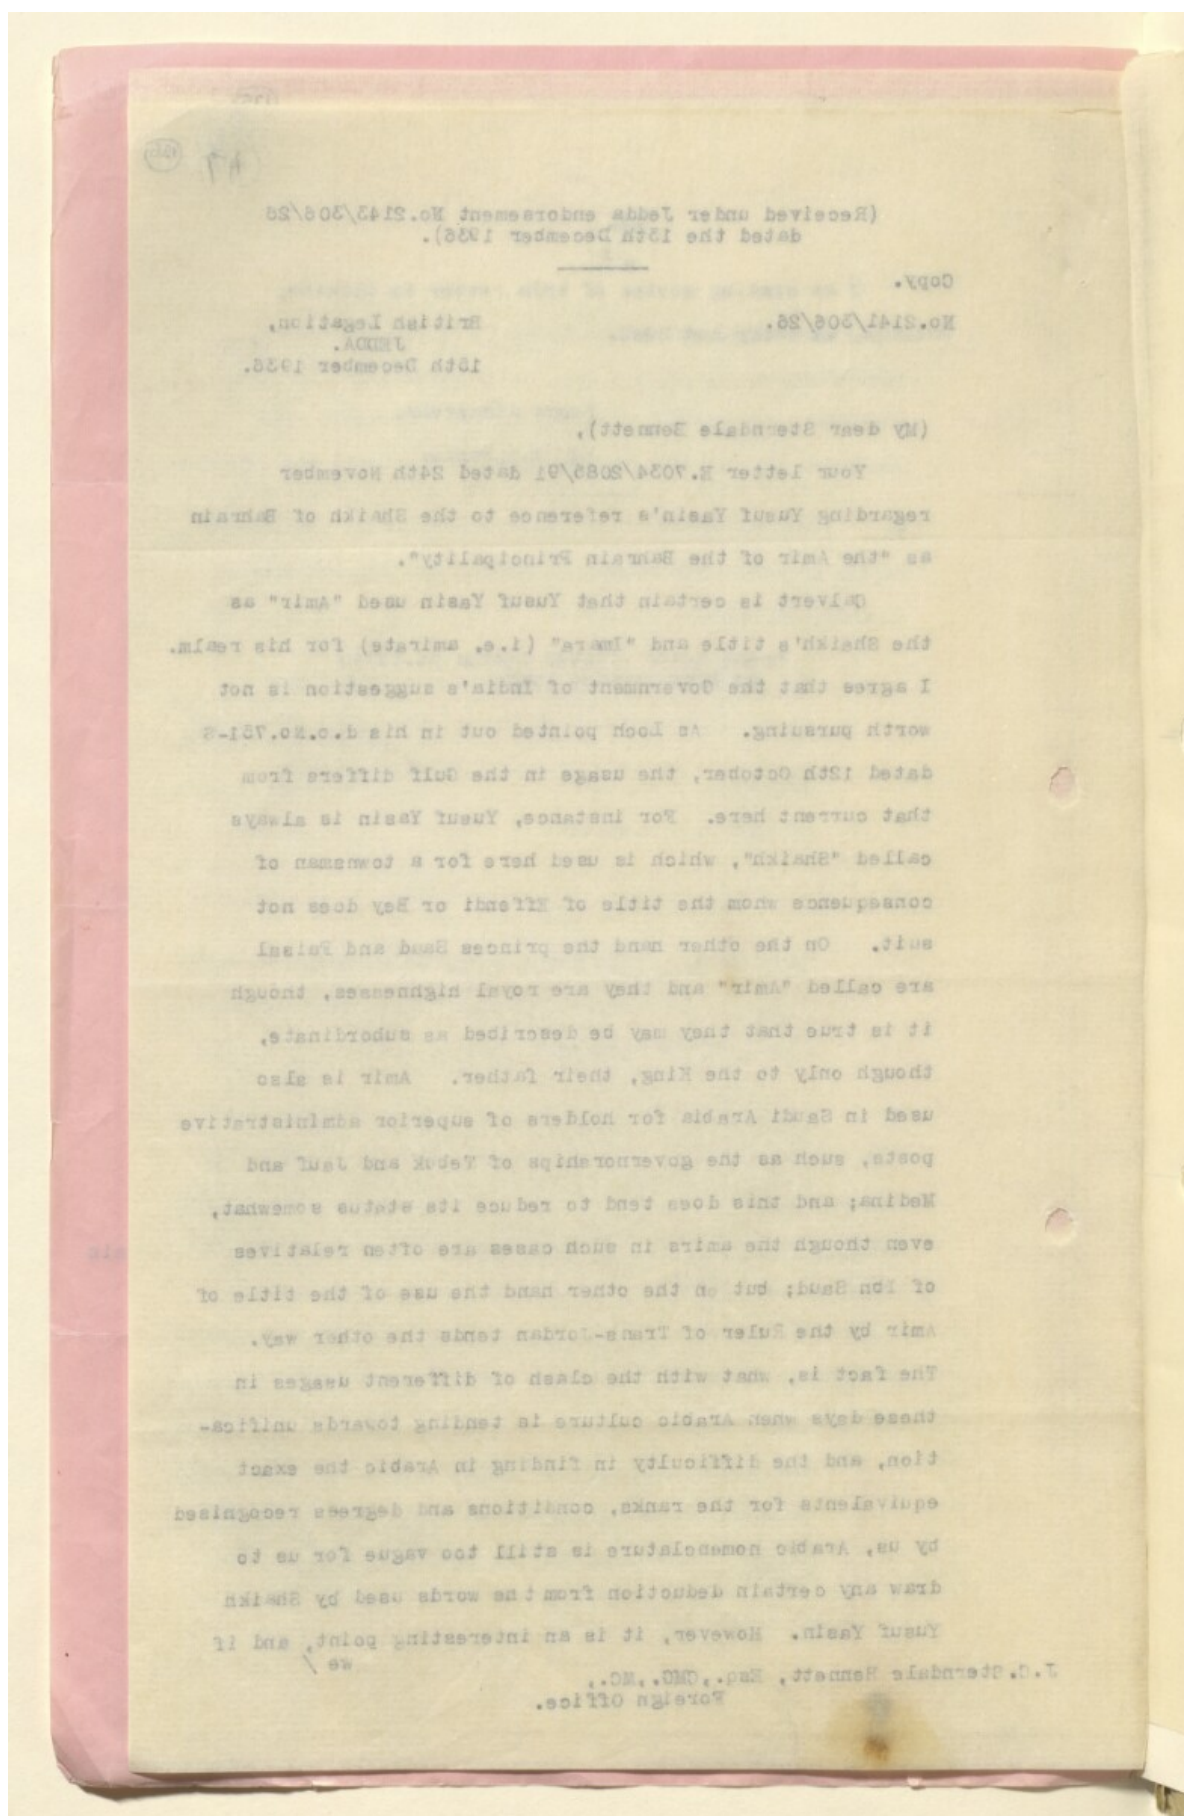 47
(Received under Jedda endorsement No.2143/306/26
dated the 15th December 1936).
Copy.
No.2141/306/26.
British Legation,
JEDDA.
15th December 1936.
(My dear Sterndale Bennett),
Your letter E.7034/2085/91 dated 24th November
regarding Yusuf Yasin's reference to the Shaikh of Bahrain
as "the Amir of the Bahrain Principality".
Calvert is certain that Yusuf Yasin used "Amir" as
the Shaikh's title and "Imara" (i.e. amirate) for his realm.
I agree that the Government of India's suggestion is not
worth pursuing. As Loch pointed out in his d.o.No.751-S
dated 12th October, the usage in the Gulf differs from
that current here. For instance, Yusuf Yasin is always
called "Shaikh", which is used here for a townsman of
consequence whom the title of Effendi or Bey does not
suit. On the other hand the princes Saud and Faisal
are called "Amir" and they are royal highnesses, though
it is true that they may be described as subordinate,
though only to the King, their father. Amir is also
used in Saudi Arabia for holders of superior administrative
posts, such as the governorships of Tebuk and Jauf and
Medina; and this does tend to reduce its status somewhat,
even though the amirs in such cases are often relatives
of Ibn Saud; but on the other hand the use of the title of
Amir by the Ruler of Trans-Jordan tends the other way.
The fact is, what with the clash of different usages in
these days when Arabic culture is tending towards unifica-
tion, and the difficulty in finding in Arabic the exact
equivalents for the ranks, conditions and degrees recognised
by us, Arabic nomenclature is still too vague for us to
draw any certain deduction from the words used by Shaikh
Yusuf Yasin. However, it is an interesting point, and if
we /
J.C. Sterndale Bennett, Esq., CMG., MC.,
Foreign Office.